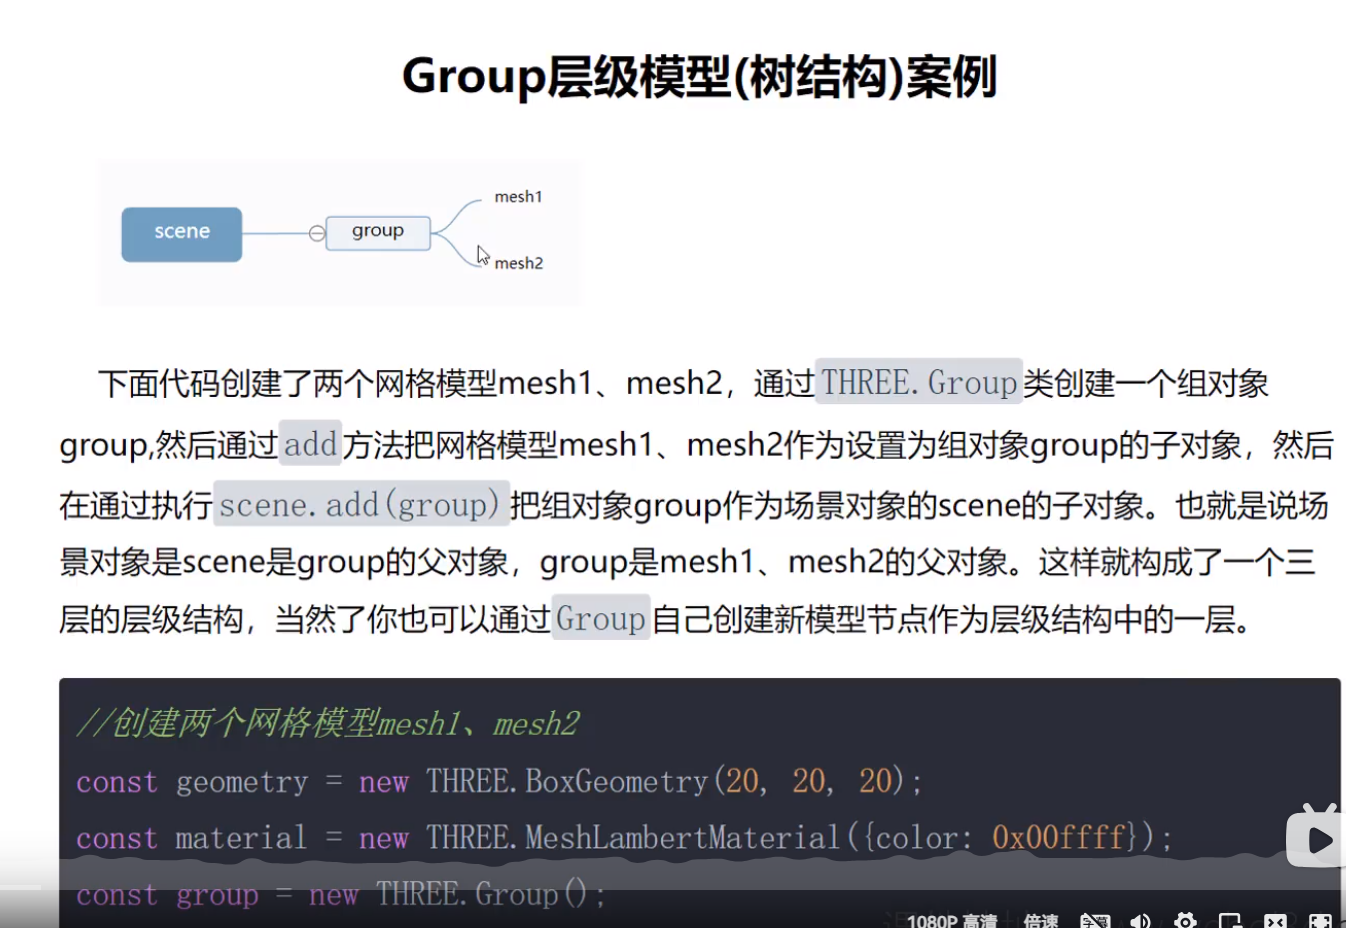 Group层级模型(树结构)案例
scene
group
mesh1
mesh2
下面代码创建了两个网格模型mesh1、mesh2，通过THREE.Group类创建一个组对象
group,然后通过add方法把网格模型mesh1、mesh2作为设置为组对象group的子对象，然后
在通过执行scene.add(group)把组对象group作为场景对象的scene的子对象。也就是说场
景对象是scene是group的父对象，group是mesh1、mesh2的父对象。这样就构成了一个三
层的层级结构，当然了你也可以通过Group自己创建新模型节点作为层级结构中的一层。
//创建两个网格模型mesh1、mesh2
const geometry = new THREE.BoxGeometry(20, 20, 20);
const material = new THREE.MeshLambertMaterial({color: 0x00ffff});
const group = new THREE.Group();
1080P 高清 倍速